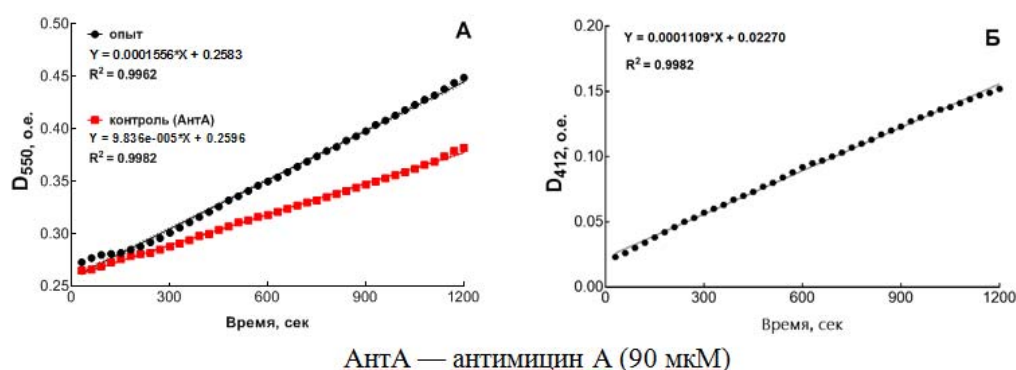 А
опыт
Y = 0.0001556*X + 0.2583
R² = 0.9962
контроль (АнтА)
Y = 9.836e-005*X + 0.2596
R² = 0.9982
D550, о.е.
0.50
0.45
0.40
0.35
0.30
0.25
0 300 600 900 1200
Время, сек
Б
Y = 0.0001109*X + 0.02270
R² = 0.9982
D412, о.е.
0.20
0.15
0.10
0.05
0.00
0 300 600 900 1200
Время, сек
АнтА — антимицин А (90 мкМ)